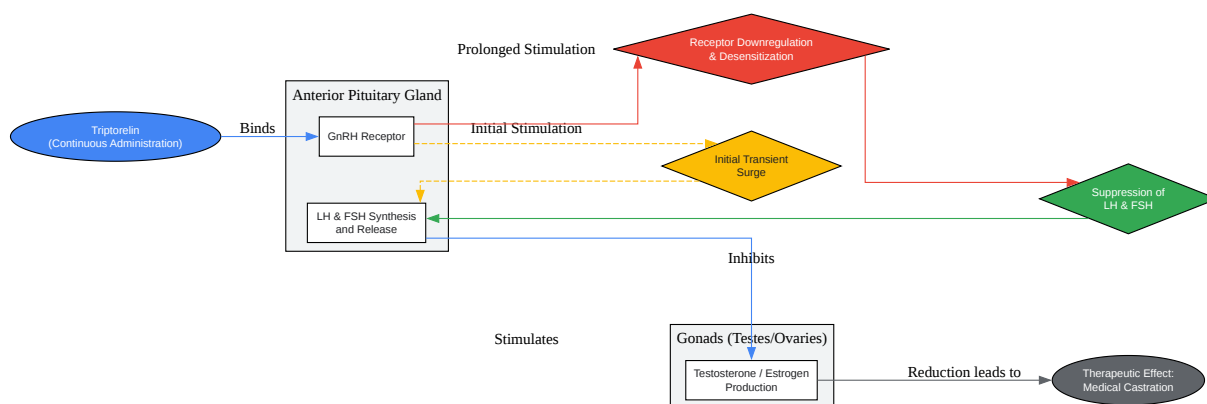 Prolonged Stimulation
Receptor Downregulation
& Desensitization
Anterior Pituitary Gland
Triptorelin
(Continuous Administration)
Binds
GnRH Receptor
Initial Stimulation
Initial Transient
Surge
LH & FSH Synthesis
and Release
Suppression of
LH & FSH
Inhibits
Stimulates
Gonads (Testes/Ovaries)
Testosterone / Estrogen
Production
Reduction leads to
Therapeutic Effect:
Medical Castration